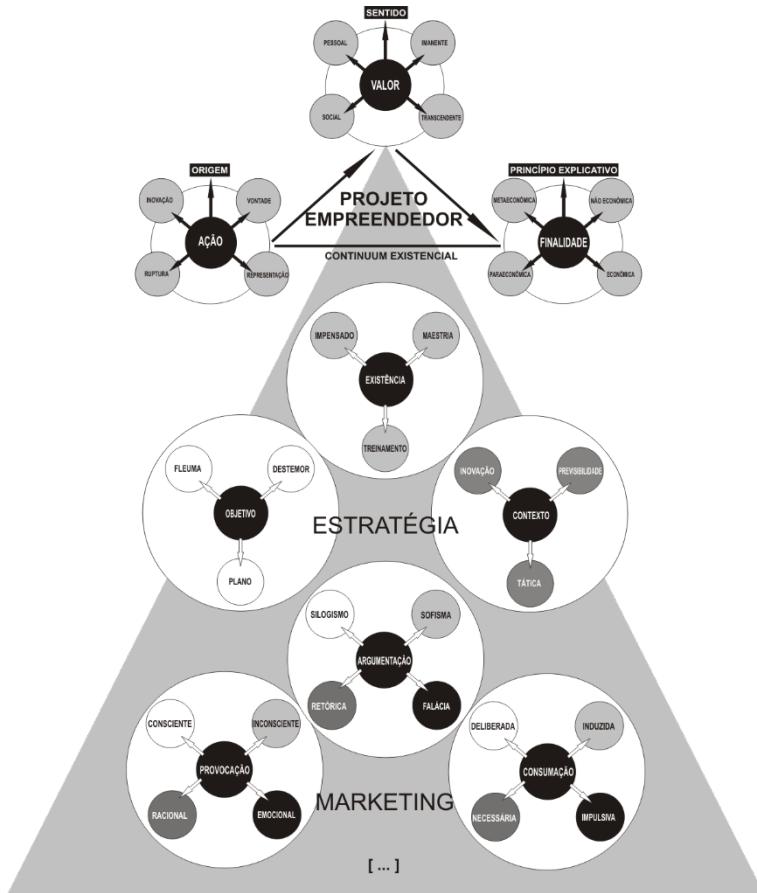 SENTIDO
PESSOAL
IMANENTE
VALOR
SOCIAL
TRANSCENDENTE
ORIGEM
INOVAÇÃO
VONTADE
AÇÃO
RUPTURA
REPRESENTAÇÃO
PROJETO
EMPREENDEDOR
CONTINUUM EXISTENCIAL
PRINCÍPIO EXPLICATIVO
METAECONÔMICA
NÃO ECONÔMICA
FINALIDADE
PARAECONÔMICA
ECONÔMICA
IMPENSADO
MAESTRIA
EXISTÊNCIA
TREINAMENTO
FLEUMA
DESTEMOR
OBJETIVO
PLANO
ESTRATÉGIA
INOVAÇÃO
PREVISIBILIDADE
CONTEXTO
TÁTICA
SILOGISMO
SOFISMA
ARGUMENTAÇÃO
RETÓRICA
FALÁCIA
CONSCIENTE
INCONSCIENTE
PROVOCAÇÃO
RACIONAL
EMOCIONAL
MARKETING
DELIBERADA
INDUZIDA
CONSUMAÇÃO
NECESSÁRIA
IMPULSIVA
[ ... ]